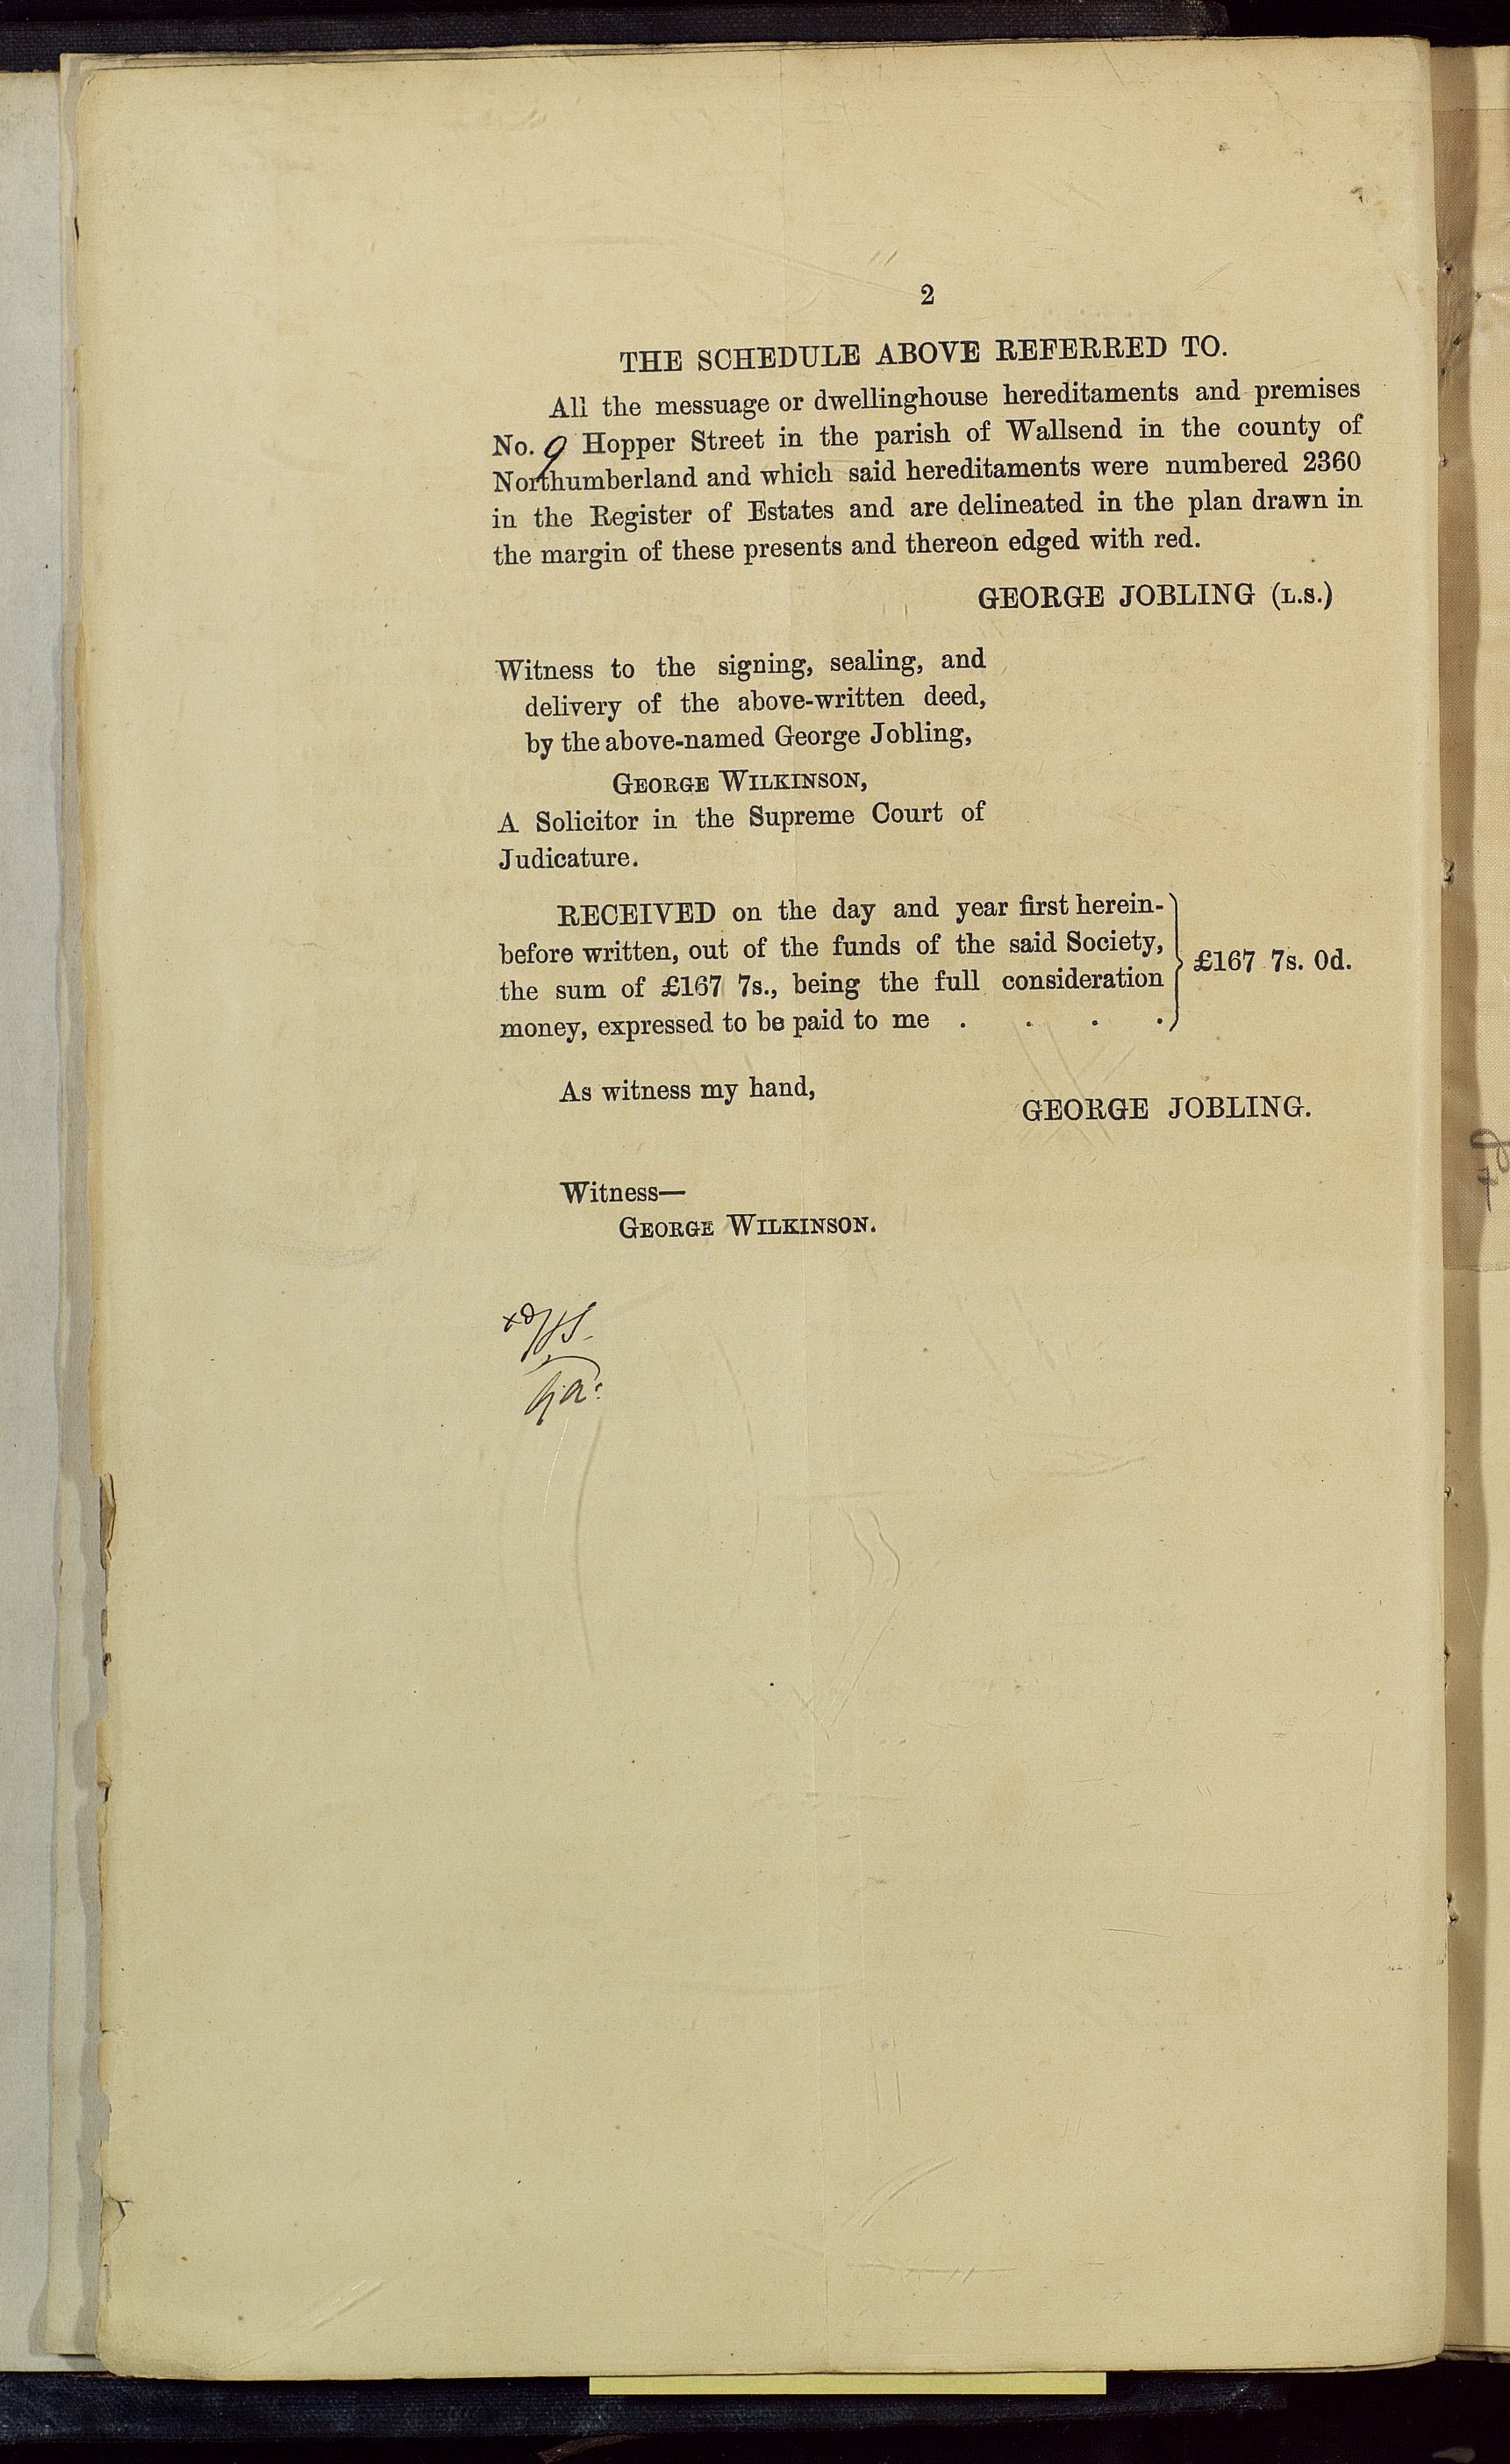 2
THE SCHEDULE ABOVE REFERRED TO.
All the messuage or dwellinghouse hereditaments and premises
No. 9 Hopper Street in the parish of Wallsend in the county of
Northumberland and which said hereditaments were numbered 2360
in the Register of Estates and are delineated in the plan drawn in
the margin of these presents and thereon edged with red.
GEORGE JOBLING (L.S.)
Witness to the signing, sealing, and
delivery of the above-written deed,
by the above-named George Jobling,
GEORGE WILKINSON,
A Solicitor in the Supreme Court of
Judicature.
RECEIVED on the day and year first herein-
before written, out of the funds of the said Society,
the sum of £167 7s., being the full consideration
money, expressed to be paid to me . . . .
£167 7s. 0d.
As witness my hand,
GEORGE JOBLING.
Witness—
GEORGE WILKINSON.